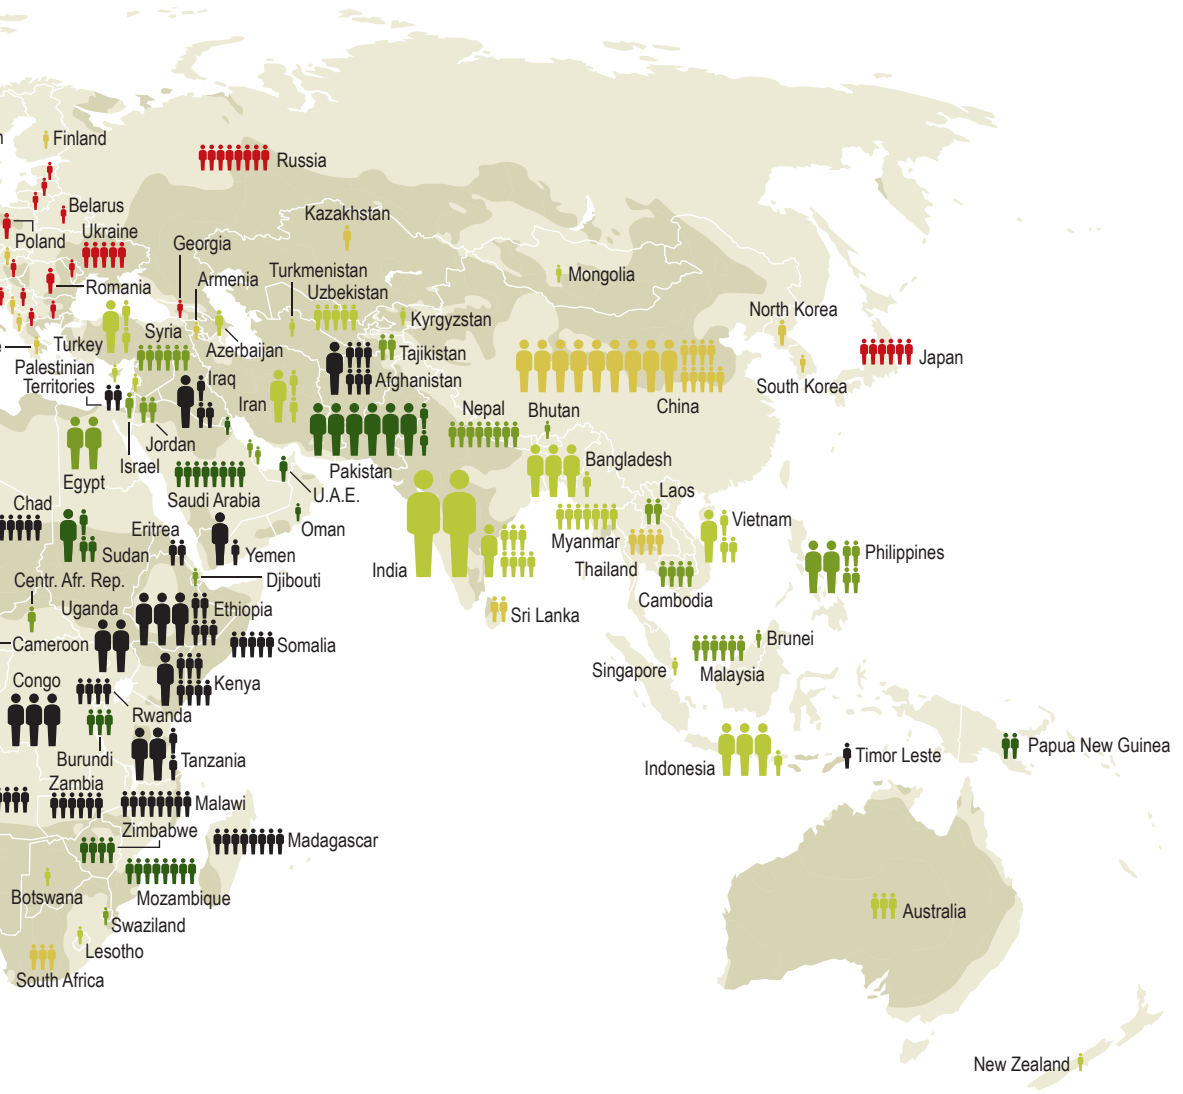 Finland
Russia
Belarus
Poland
Ukraine
Kazakhstan
Georgia
Mongolia
Armenia
Turkmenistan
Uzbekistan
Romania
North Korea
Kyrgyzstan
Turkey
Syria
Azerbaijan
Tajikistan
Japan
Palestinian
Territories
Iraq
Afghanistan
South Korea
Iran
Nepal
Bhutan
China
Jordan
Israel
Pakistan
Bangladesh
Egypt
Saudi Arabia
U.A.E.
Laos
Chad
Eritrea
Oman
Vietnam
Sudan
Yemen
Myanmar
Philippines
India
Thailand
Centr. Afr. Rep.
Djibouti
Cambodia
Uganda
Ethiopia
Sri Lanka
Cameroon
Somalia
Brunei
Singapore
Malaysia
Congo
Kenya
Rwanda
Burundi
Tanzania
Indonesia
Timor Leste
Papua New Guinea
Zambia
Malawi
Zimbabwe
Madagascar
Botswana
Mozambique
Swaziland
Australia
Lesotho
South Africa
New Zealand